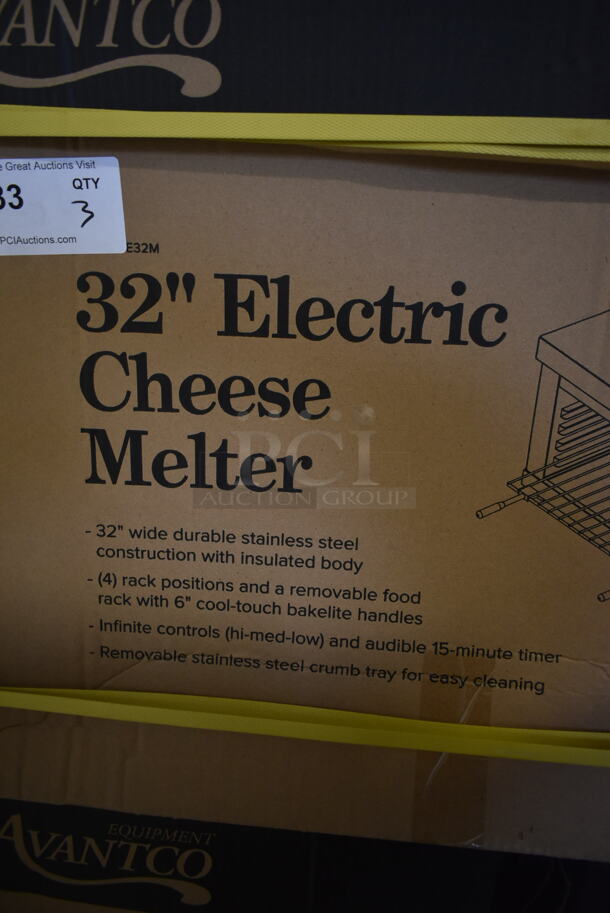 VANTCO
e Great Auctions Visit
33 QTY
3
PCIAuctions.com
E32M
32" Electric
Cheese
Melter
PCI
AUCTION GROUP
- 32" wide durable stainless steel
construction with insulated body
- (4) rack positions and a removable food
rack with 6" cool-touch bakelite handles
- Infinite controls (hi-med-low) and audible 15-minute timer
- Removable stainless steel crumb tray for easy cleaning
EQUIPMENT
AVANTCO